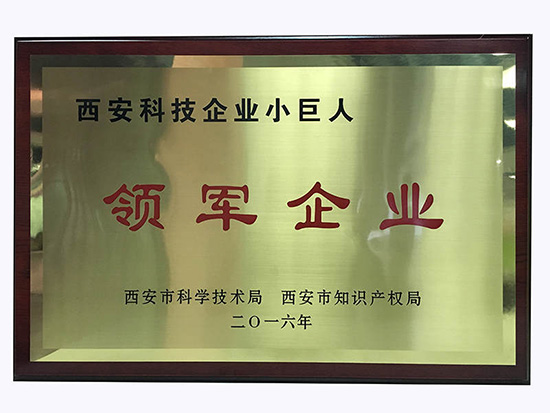 西安科技企业小巨人
领军企业
西安市科学技术局 西安市知识产权局
二〇一六年